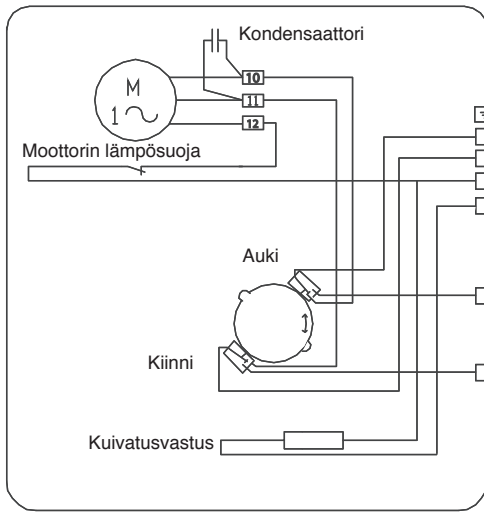 Kondensaattori
M
1
10
11
12
Moottorin lämpösuoja
Auki
Kiinni
Kuivatusvastus